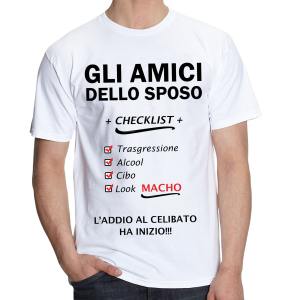 GLI AMICI
DELLO SPOSO
+ CHECKLIST +
Trasgressione
Alcool
Cibo
Look MACHO
L'ADDIO AL CELIBATO
HA INIZIO!!!